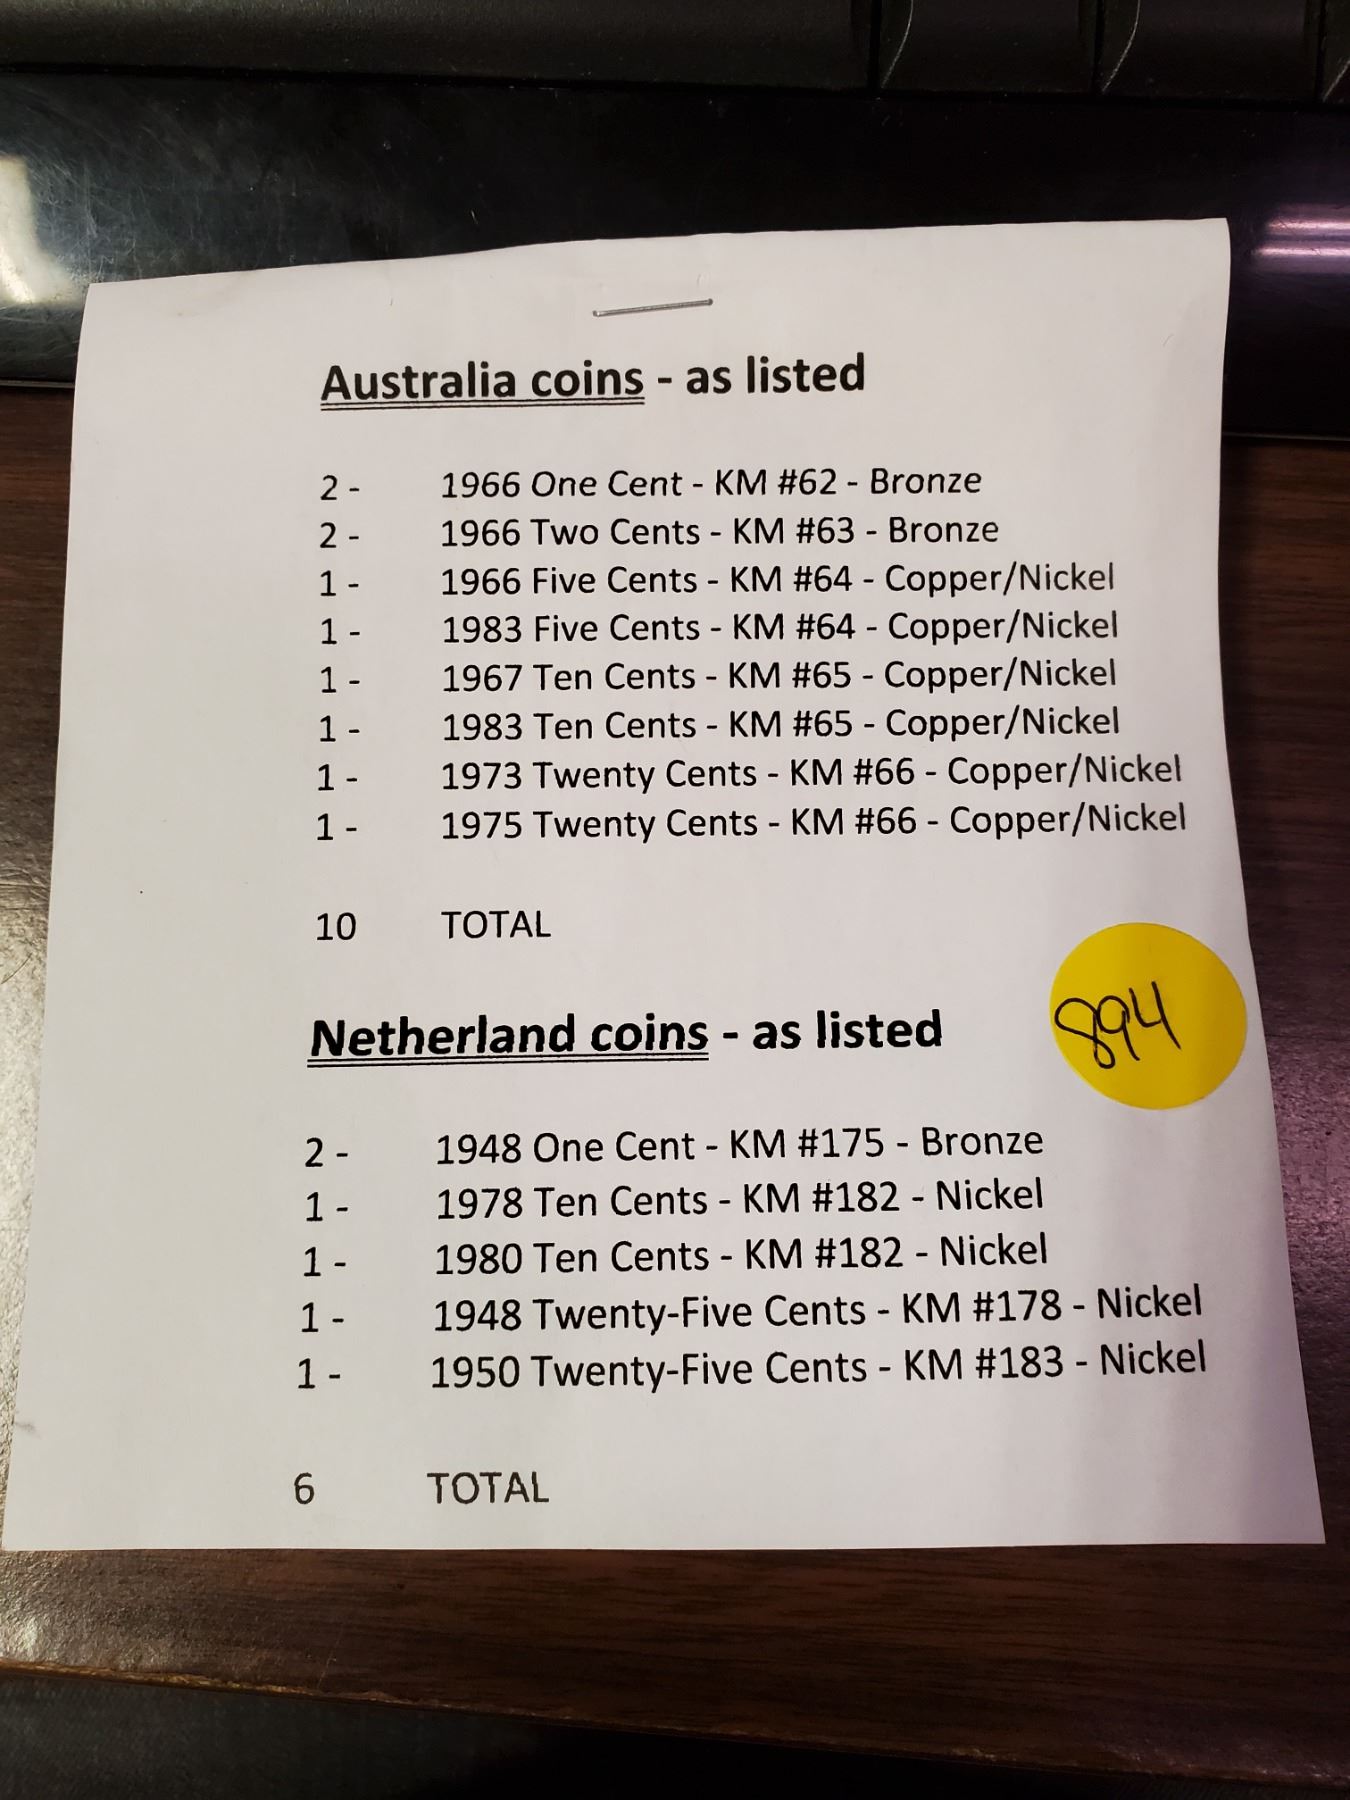 Australia coins - as listed
2 - 1966 One Cent - KM #62 - Bronze
2 - 1966 Two Cents - KM #63 - Bronze
1 - 1966 Five Cents - KM #64 - Copper/Nickel
1 - 1983 Five Cents - KM #64 - Copper/Nickel
1 - 1967 Ten Cents - KM #65 - Copper/Nickel
1 - 1983 Ten Cents - KM #65 - Copper/Nickel
1 - 1973 Twenty Cents - KM #66 - Copper/Nickel
1 - 1975 Twenty Cents - KM #66 - Copper/Nickel
10 TOTAL
894
Netherland coins - as listed
2 - 1948 One Cent - KM #175 - Bronze
1 - 1978 Ten Cents - KM #182 - Nickel
1 - 1980 Ten Cents - KM #182 - Nickel
1 - 1948 Twenty-Five Cents - KM #178 - Nickel
1 - 1950 Twenty-Five Cents - KM #183 - Nickel
6 TOTAL